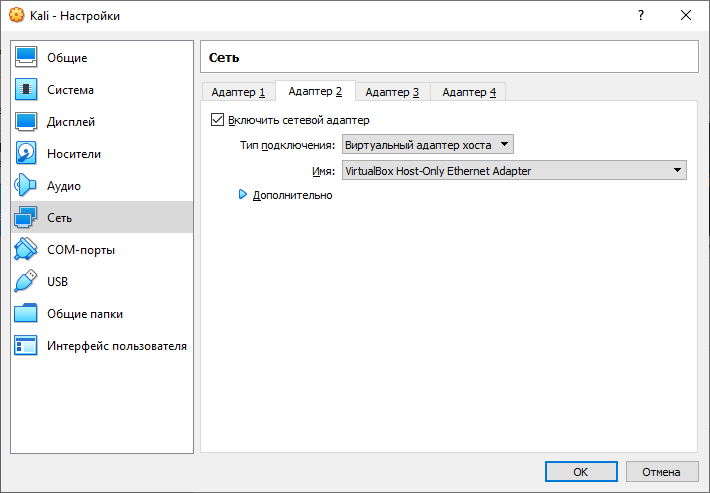 Kali - Настройки
Общие
Система
Дисплей
Носители
Аудио
Сеть
COM-порты
USB
Общие папки
Интерфейс пользователя
Сеть
Адаптер 1 Адаптер 2 Адаптер 3 Адаптер 4
Включить сетевой адаптер
Тип подключения: Виртуальный адаптер хоста
Имя: VirtualBox Host-Only Ethernet Adapter
Дополнительно
OK Отмена